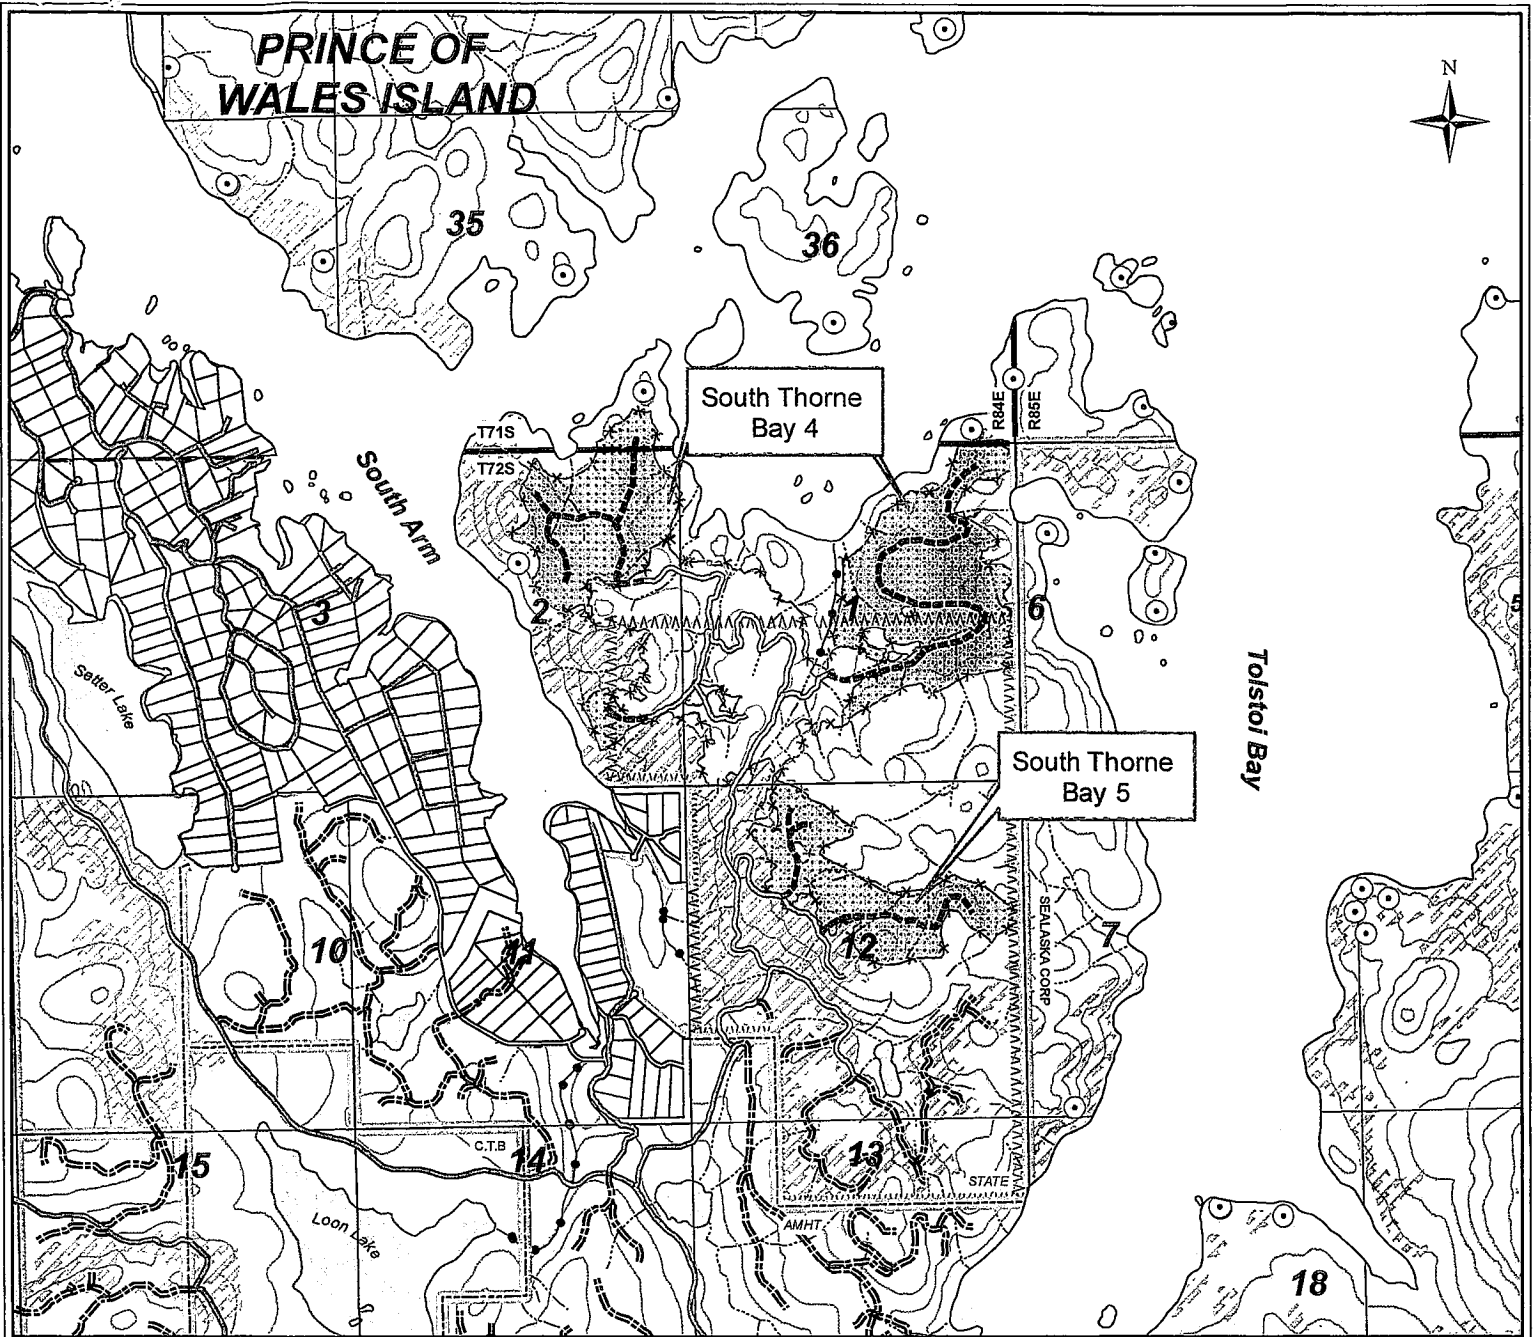 PRINCE OF
WALES ISLAND
N
35
36
South Thorne
Bay 4
R84E
R85E
T71S
T72S
South Arm
3
2
1
6
5
Setter Lake
Tolstoi Bay
South Thorne
Bay 5
SEALASKA CORP
10
11
12
7
C.T.B
15
14
13
STATE
AMHT
Loon Lake
18